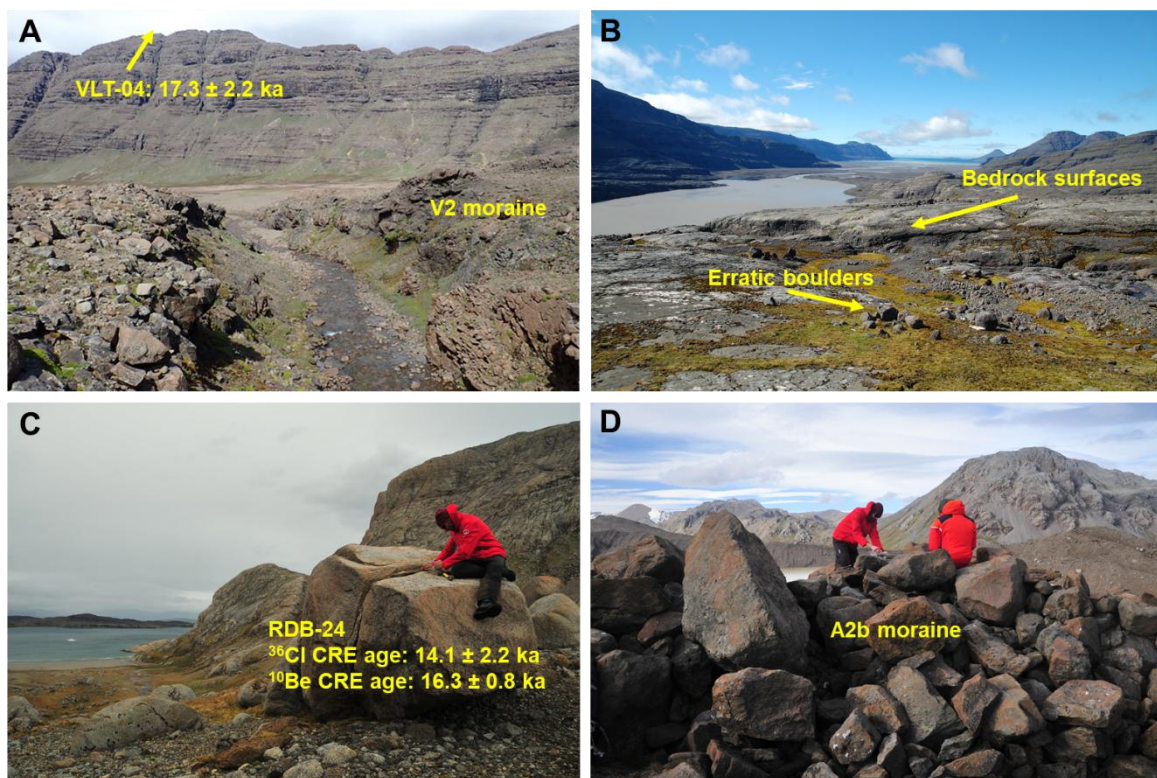 A
VLT-04: 17.3 ± 2.2 ka
V2 moraine
B
Bedrock surfaces
Erratic boulders
C
RDB-24
³⁶Cl CRE age: 14.1 ± 2.2 ka
¹⁰Be CRE age: 16.3 ± 0.8 ka
D
A2b moraine